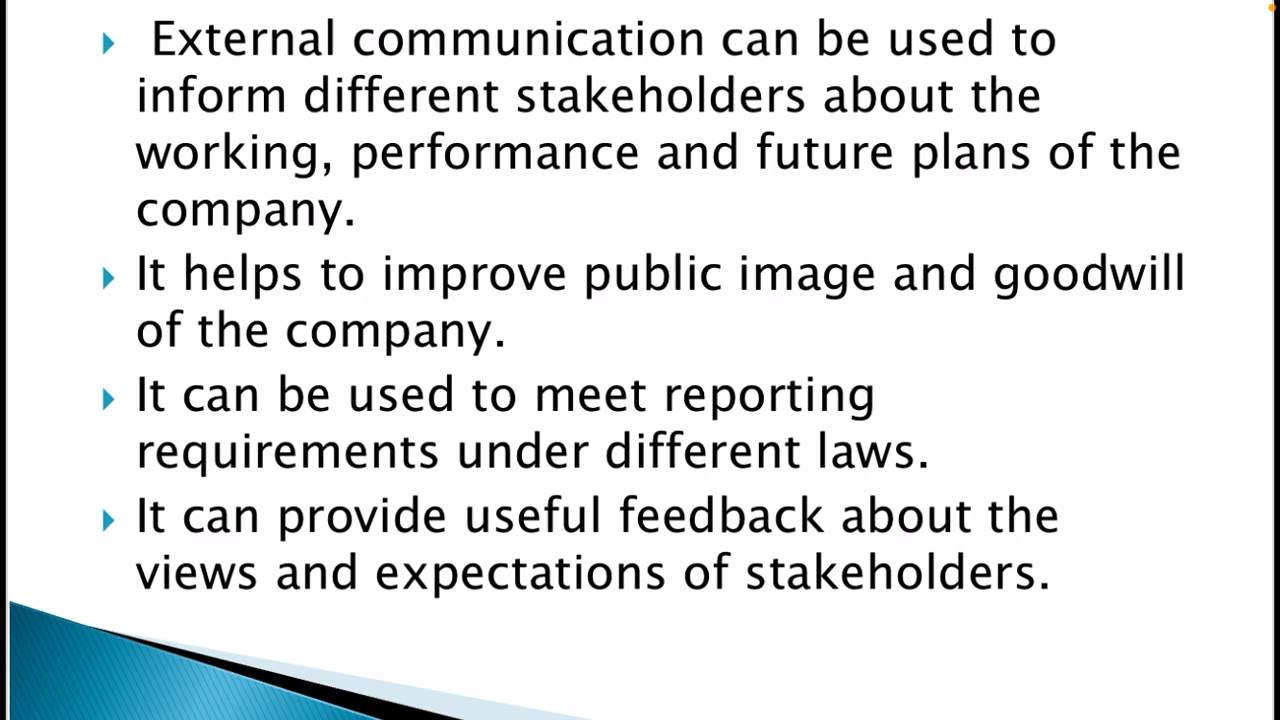 External communication can be used to
inform different stakeholders about the
working, performance and future plans of the
company.
It helps to improve public image and goodwill
of the company.
It can be used to meet reporting
requirements under different laws.
It can provide useful feedback about the
views and expectations of stakeholders.